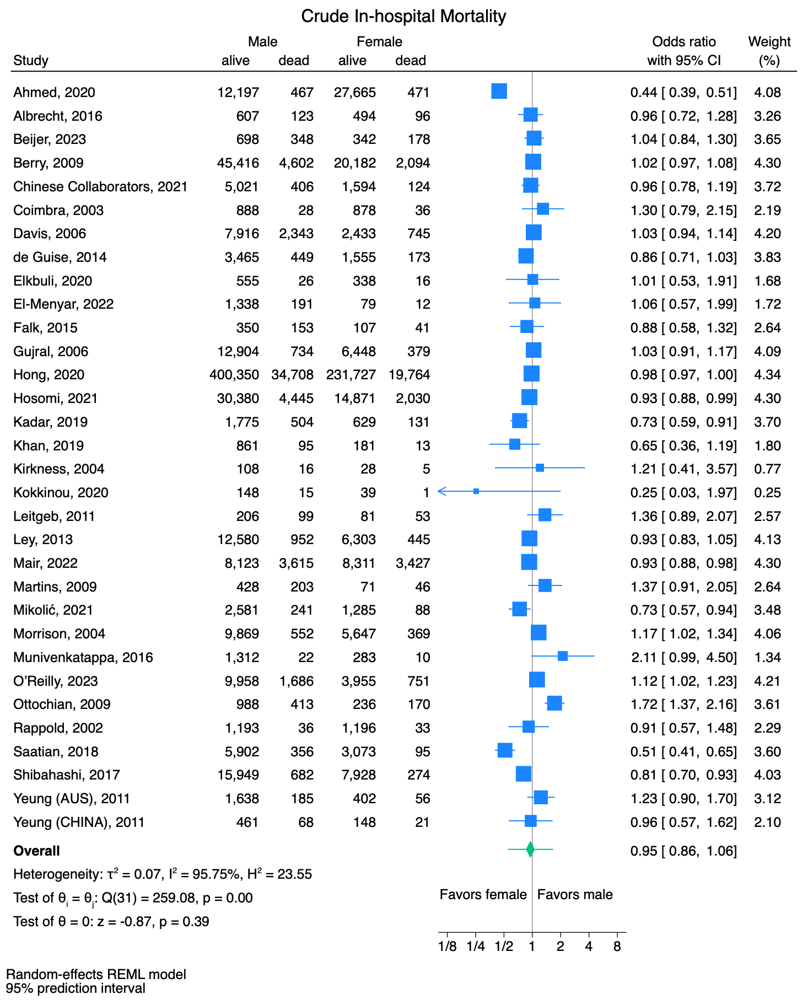 Crude In-hospital Mortality
Male Female Odds ratio Weight
Study alive dead alive dead with 95% CI (%)
Ahmed, 2020 12,197 467 27,665 471 0.44 [ 0.39, 0.51] 4.08
Albrecht, 2016 607 123 494 96 0.96 [ 0.72, 1.28] 3.26
Beijer, 2023 698 348 342 178 1.04 [ 0.84, 1.30] 3.65
Berry, 2009 45,416 4,602 20,182 2,094 1.02 [ 0.97, 1.08] 4.30
Chinese Collaborators, 2021 5,021 406 1,594 124 0.96 [ 0.78, 1.19] 3.72
Coimbra, 2003 888 28 878 36 1.30 [ 0.79, 2.15] 2.19
Davis, 2006 7,916 2,343 2,433 745 1.03 [ 0.94, 1.14] 4.20
de Guise, 2014 3,465 449 1,555 173 0.86 [ 0.71, 1.03] 3.83
Elkbuli, 2020 555 26 338 16 1.01 [ 0.53, 1.91] 1.68
El-Menyar, 2022 1,338 191 79 12 1.06 [ 0.57, 1.99] 1.72
Falk, 2015 350 153 107 41 0.88 [ 0.58, 1.32] 2.64
Gujral, 2006 12,904 734 6,448 379 1.03 [ 0.91, 1.17] 4.09
Hong, 2020 400,350 34,708 231,727 19,764 0.98 [ 0.97, 1.00] 4.34
Hosomi, 2021 30,380 4,445 14,871 2,030 0.93 [ 0.88, 0.99] 4.30
Kadar, 2019 1,775 504 629 131 0.73 [ 0.59, 0.91] 3.70
Khan, 2019 861 95 181 13 0.65 [ 0.36, 1.19] 1.80
Kirkness, 2004 108 16 28 5 1.21 [ 0.41, 3.57] 0.77
Kokkinou, 2020 148 15 39 1 0.25 [ 0.03, 1.97] 0.25
Leitgeb, 2011 206 99 81 53 1.36 [ 0.89, 2.07] 2.57
Ley, 2013 12,580 952 6,303 445 0.93 [ 0.83, 1.05] 4.13
Mair, 2022 8,123 3,615 8,311 3,427 0.93 [ 0.88, 0.98] 4.30
Martins, 2009 428 203 71 46 1.37 [ 0.91, 2.05] 2.64
Mikolić, 2021 2,581 241 1,285 88 0.73 [ 0.57, 0.94] 3.48
Morrison, 2004 9,869 552 5,647 369 1.17 [ 1.02, 1.34] 4.06
Munivenkatappa, 2016 1,312 22 283 10 2.11 [ 0.99, 4.50] 1.34
O’Reilly, 2023 9,958 1,686 3,955 751 1.12 [ 1.02, 1.23] 4.21
Ottochian, 2009 988 413 236 170 1.72 [ 1.37, 2.16] 3.61
Rappold, 2002 1,193 36 1,196 33 0.91 [ 0.57, 1.48] 2.29
Saatian, 2018 5,902 356 3,073 95 0.51 [ 0.41, 0.65] 3.60
Shibahashi, 2017 15,949 682 7,928 274 0.81 [ 0.70, 0.93] 4.03
Yeung (AUS), 2011 1,638 185 402 56 1.23 [ 0.90, 1.70] 3.12
Yeung (CHINA), 2011 461 68 148 21 0.96 [ 0.57, 1.62] 2.10
Overall 0.95 [ 0.86, 1.06]
Heterogeneity: τ² = 0.07, I² = 95.75%, H² = 23.55
Favors female Favors male
Test of θᵢ = θⱼ: Q(31) = 259.08, p = 0.00
Test of θ = 0: z = -0.87, p = 0.39
1/8 1/4 1/2 1 2 4 8
Random-effects REML model
95% prediction interval